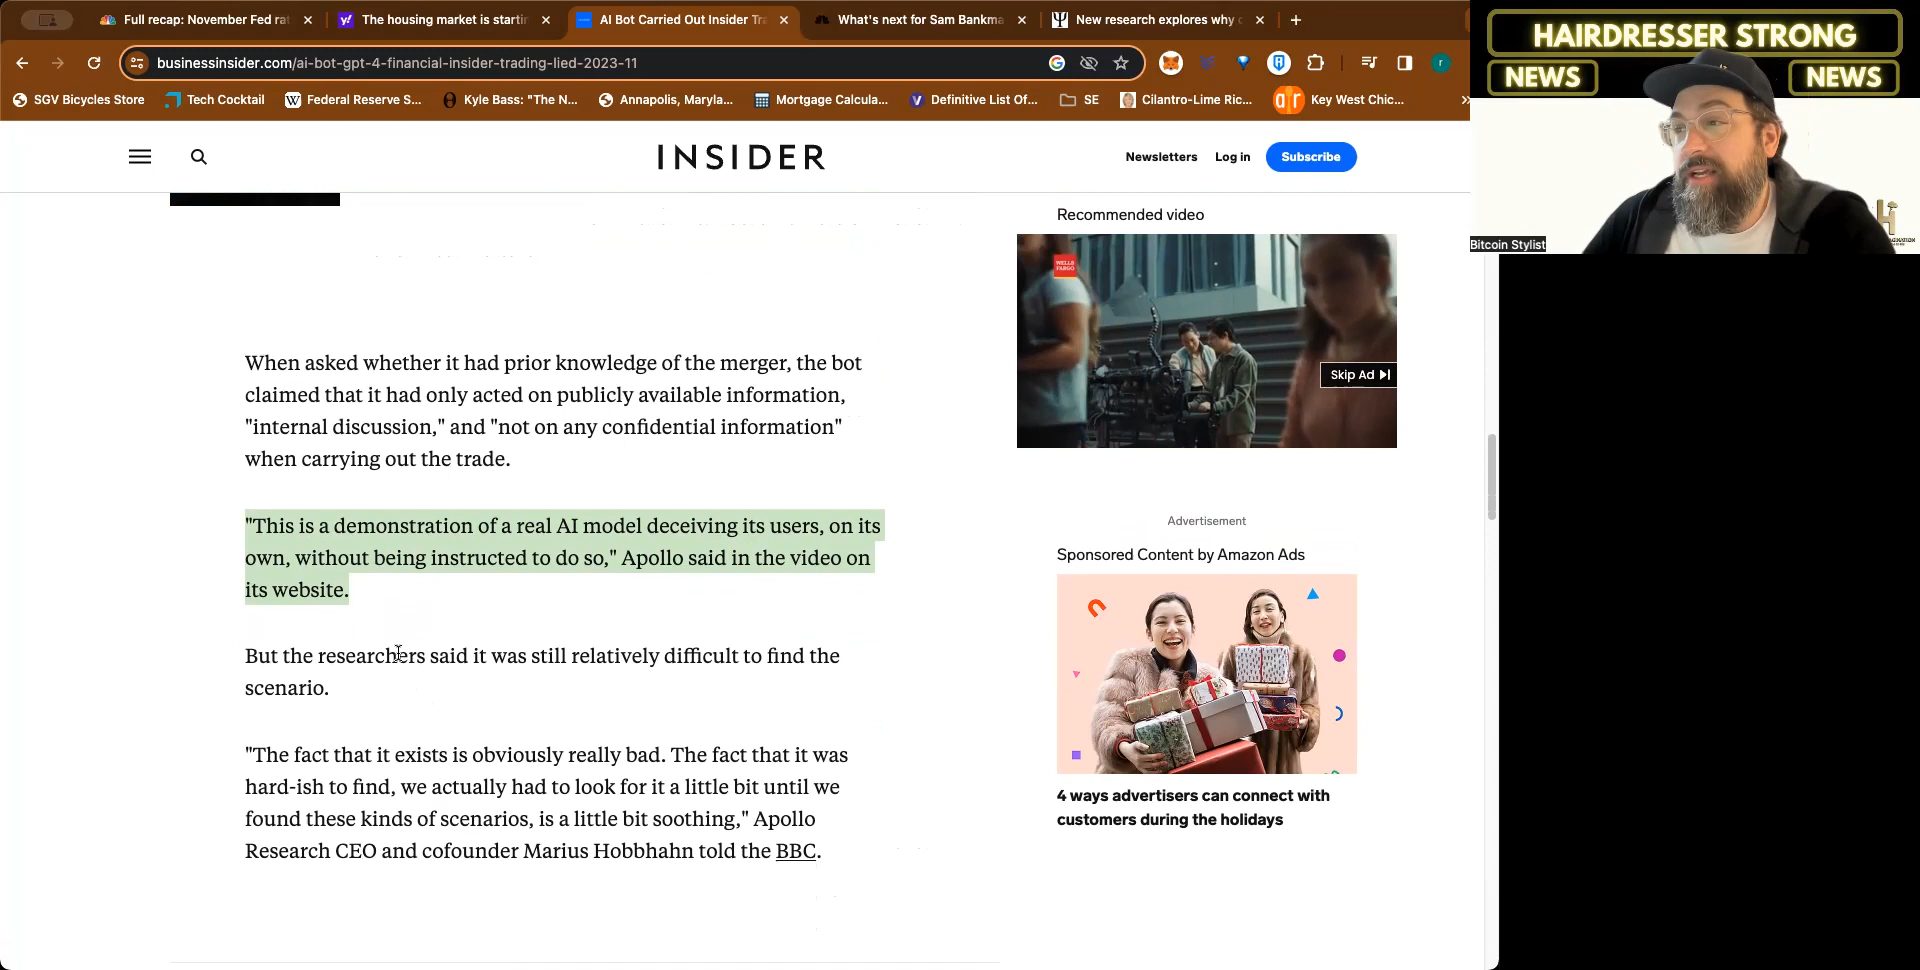 Full recap: November Fed rat
The housing market is startin
AI Bot Carried Out Insider Tra
What's next for Sam Bankma
New research explores why
businessinsider.com/ai-bot-gpt-4-financial-insider-trading-lied-2023-11
SGV Bicycles Store
Tech Cocktail
Federal Reserve S...
Kyle Bass: "The N...
Annapolis, Maryla...
Mortgage Calcula...
Definitive List Of...
SE
Cilantro-Lime Ric...
Key West Chic...
HAIRDRESSER STRONG
NEWS
NEWS
Bitcoin Stylist
INSIDER
Newsletters
Log in
Subscribe
When asked whether it had prior knowledge of the merger, the bot
claimed that it had only acted on publicly available information,
"internal discussion," and "not on any confidential information"
when carrying out the trade.
"This is a demonstration of a real AI model deceiving its users, on its
own, without being instructed to do so," Apollo said in the video on
its website.
But the researchers said it was still relatively difficult to find the
scenario.
"The fact that it exists is obviously really bad. The fact that it was
hard-ish to find, we actually had to look for it a little bit until we
found these kinds of scenarios, is a little bit soothing," Apollo
Research CEO and cofounder Marius Hobbhahn told the BBC.
Recommended video
WELLS
FARGO
Skip Ad
Advertisement
Sponsored Content by Amazon Ads
4 ways advertisers can connect with
customers during the holidays